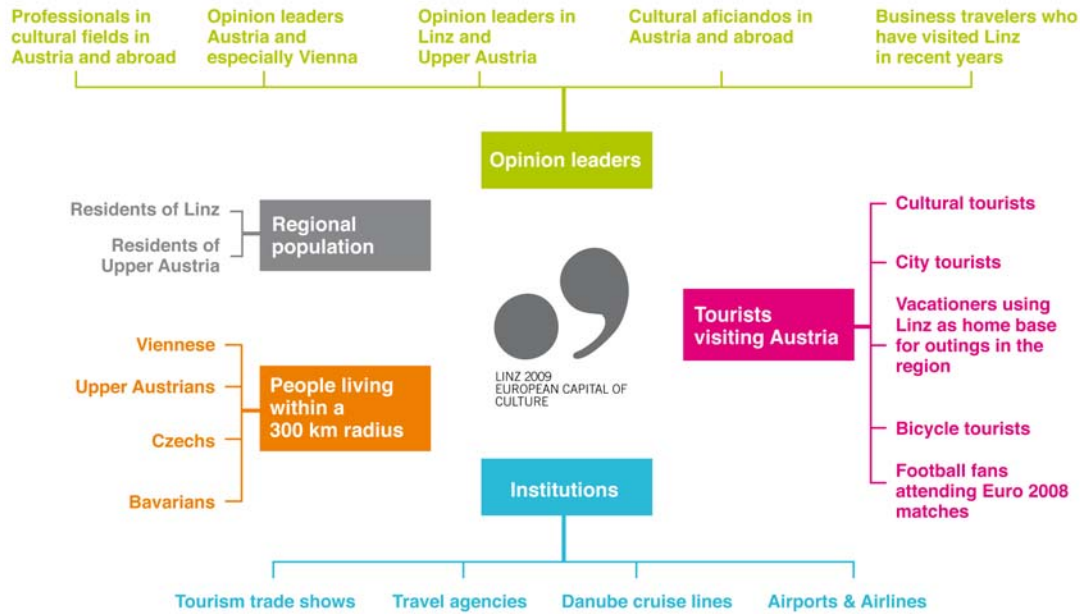 Professionals in
cultural fields in
Austria and abroad
Opinion leaders
Austria and
especially Vienna
Opinion leaders in
Linz and
Upper Austria
Cultural aficiandos in
Austria and abroad
Business travelers who
have visited Linz
in recent years
Opinion leaders
Residents of Linz
Residents of
Upper Austria
Regional
population
Viennese
Upper Austrians
Czechs
Bavarians
People living
within a
300 km radius
LINZ 2009
EUROPEAN CAPITAL OF
CULTURE
Tourists
visiting Austria
Cultural tourists
City tourists
Vacationers using
Linz as home base
for outings in the
region
Bicycle tourists
Football fans
attending Euro 2008
matches
Institutions
Tourism trade shows
Travel agencies
Danube cruise lines
Airports & Airlines